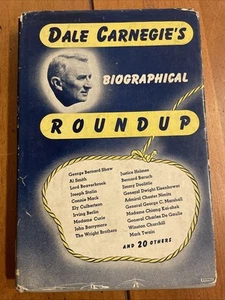 DALE CARNEGIE'S
BIOGRAPHICAL
ROUNDUP
George Bernard Shaw
Al Smith
Lord Beaverbrook
Joseph Stalin
Connie Mack
Ely Culbertson
Irving Berlin
Madame Curie
John Barrymore
The Wright Brothers
Justice Holmes
Bernard Baruch
Jimmy Doolittle
General Dwight Eisenhower
Admiral Chester Nimitz
General George C. Marshall
Madame Chiang Kai-shek
General Charles De Gaulle
Winston Churchill
Mark Twain
AND 20 OTHERS